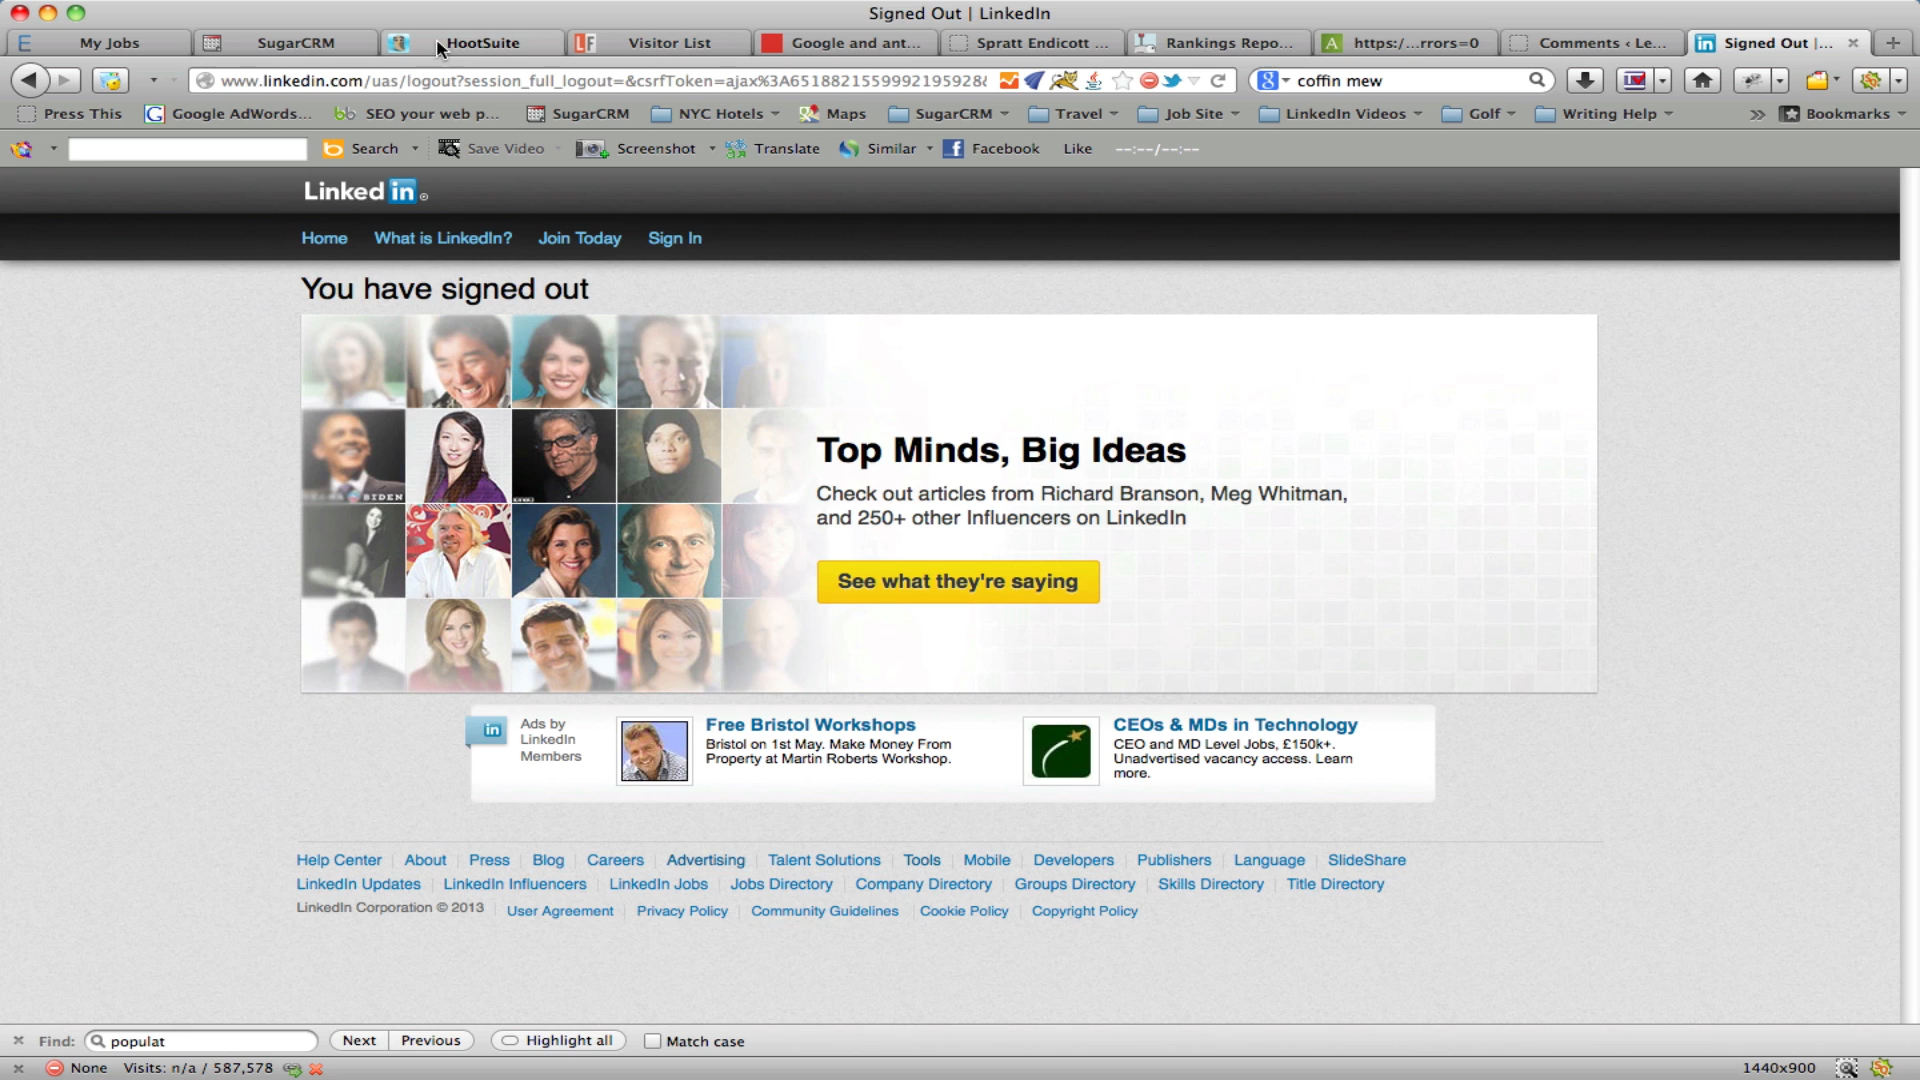 Signed Out | LinkedIn
My Jobs
SugarCRM
HootSuite
Visitor List
Google and ant...
Spratt Endicott ...
Rankings Repo...
https:/...rrors=0
Comments ‹ Le...
Signed Out |...
www.linkedin.com/uas/logout?session_full_logout=&csrfToken=ajax%3A6518821559992195928&
coffin mew
Press This
Google AdWords...
SEO your web p...
SugarCRM
NYC Hotels
Maps
SugarCRM
Travel
Job Site
LinkedIn Videos
Golf
Writing Help
Bookmarks
Search
Save Video
Screenshot
Translate
Similar
Facebook
Like
--:--/--:--
Linked in
Home What is LinkedIn? Join Today Sign In
You have signed out
BIDEN
Top Minds, Big Ideas
Check out articles from Richard Branson, Meg Whitman,
and 250+ other Influencers on LinkedIn
See what they're saying
in
Ads by
LinkedIn
Members
Free Bristol Workshops
Bristol on 1st May. Make Money From
Property at Martin Roberts Workshop.
CEOs & MDs in Technology
CEO and MD Level Jobs, £150k+.
Unadvertised vacancy access. Learn
more.
Help Center About Press Blog Careers Advertising Talent Solutions Tools Mobile Developers Publishers Language SlideShare
LinkedIn Updates LinkedIn Influencers LinkedIn Jobs Jobs Directory Company Directory Groups Directory Skills Directory Title Directory
LinkedIn Corporation © 2013 User Agreement Privacy Policy Community Guidelines Cookie Policy Copyright Policy
Find: populat Next Previous Highlight all Match case
None Visits: n/a / 587,578 1440x900